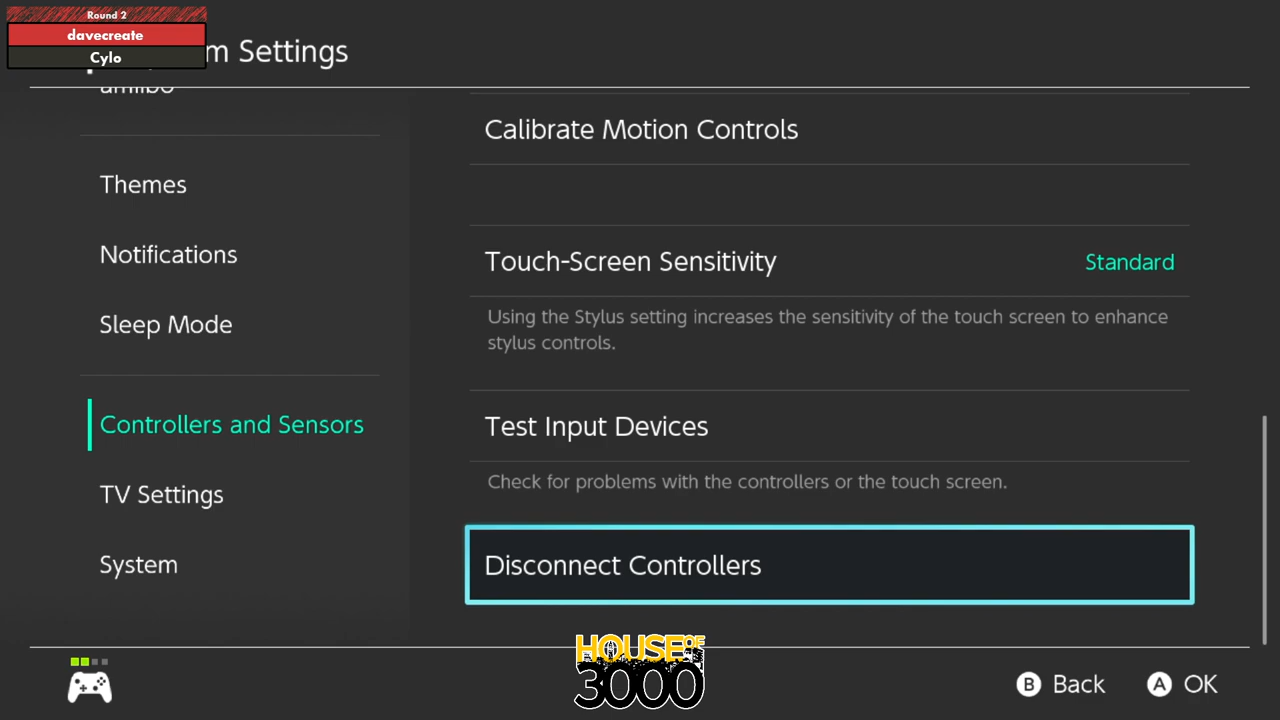 Round 2
davecreate
Cylo
m Settings
amiibo
Themes
Notifications
Sleep Mode
Controllers and Sensors
TV Settings
System
Calibrate Motion Controls
Touch-Screen Sensitivity Standard
Using the Stylus setting increases the sensitivity of the touch screen to enhance
stylus controls.
Test Input Devices
Check for problems with the controllers or the touch screen.
Disconnect Controllers
HOUSE OF
3000
B Back A OK